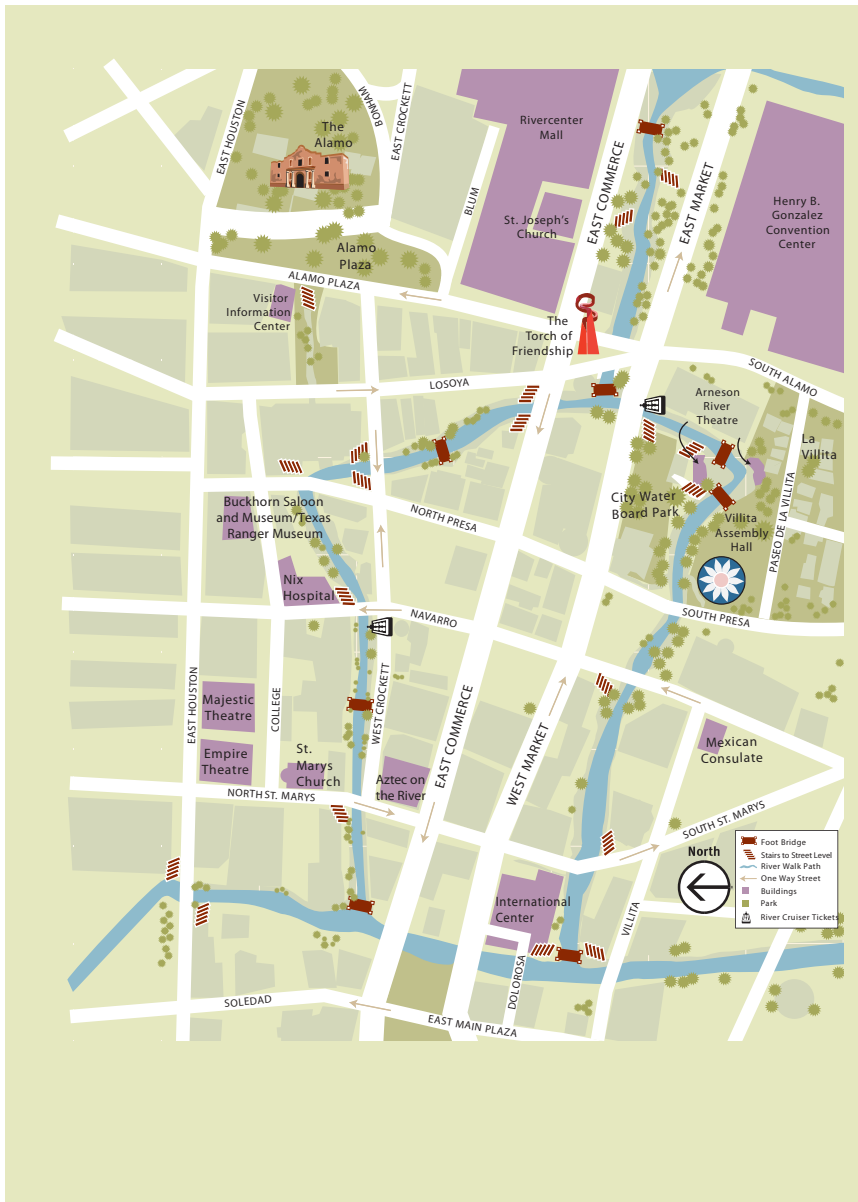 EAST HOUSTON
BONHAM
EAST CROCKETT
The
Alamo
Rivercenter
Mall
EAST COMMERCE
EAST MARKET
BLUM
St. Joseph's
Church
Henry B.
Gonzalez
Convention
Center
Alamo
Plaza
ALAMO PLAZA
Visitor
Information
Center
The
Torch of
Friendship
LOSOYA
SOUTH ALAMO
Arneson
River
Theatre
La
Villita
City Water
Board Park
PASEO DE LA VILLITA
Buckhorn Saloon
and Museum/Texas
Ranger Museum
NORTH PRESA
Villita
Assembly
Hall
Nix
Hospital
NAVARRO
SOUTH PRESA
EAST HOUSTON
COLLEGE
WEST CROCKETT
EAST COMMERCE
WEST MARKET
Majestic
Theatre
Empire
Theatre
St.
Marys
Church
Aztec on
the River
Mexican
Consulate
NORTH ST. MARYS
SOUTH ST. MARYS
North
Foot Bridge
Stairs to Street Level
River Walk Path
One Way Street
Buildings
Park
River Cruiser Tickets
International
Center
VILLITA
DOLOROSA
SOLEDAD
EAST MAIN PLAZA